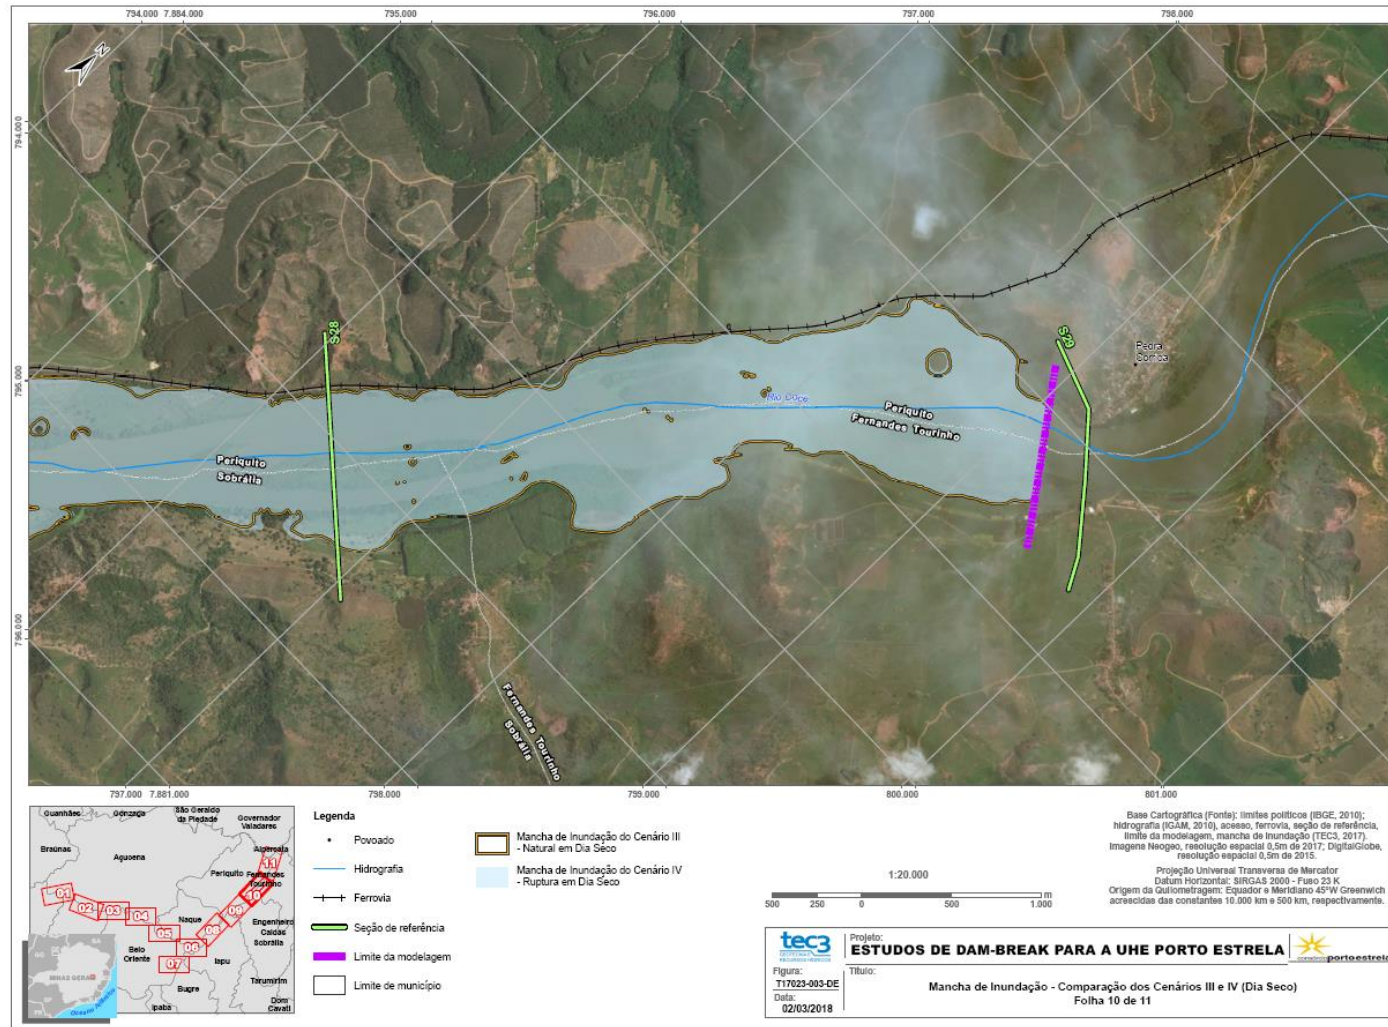 794.000 7.884.000 795.000 796.000 797.000 798.000
794.000
795.000
796.000
N
S28
S29
Pedra
Corrida
Rio Doce
Periquito
Fernandes Tourinho
Periquito
Sobrália
Fernandes Tourinho
Sobrália
797.000 7.881.000 798.000 799.000 800.000 801.000
Guanhães
Gonzaga
São Geraldo
da Piedade
Governador
Valadares
Braúnas
Açucena
Alpercata
Periquito
Fernandes
Tourinho
Naque
Engenheiro
Caldas
Sobrália
Belo
Oriente
Iapu
Bugre
Tarumirim
Ipaba
Dom
Cavati
01
02
03
04
05
06
07
08
09
10
11
MINAS GERAIS
Oceano Atlântico
Legenda
Povoado
Hidrografia
Ferrovia
Seção de referência
Limite da modelagem
Limite de município
Mancha de Inundação do Cenário III
- Natural em Dia Seco
Mancha de Inundação do Cenário IV
- Ruptura em Dia Seco
1:20.000
500 250 0 500 1.000
m
Base Cartográfica (Fonte): limites políticos (IBGE, 2010);
hidrografia (IGAM, 2010), acesso, ferrovia, seção de referência,
limite da modelagem, mancha de inundação (TEC3, 2017).
Imagens Neogeo, resolução espacial 0,5m de 2017; DigitalGlobe,
resolução espacial 0,5m de 2015.
Projeção Universal Transversa de Mercator
Datum Horizontal: SIRGAS 2000 - Fuso 23 K
Origem da Quilometragem: Equador e Meridiano 45°W Greenwich
acrescidas das constantes 10.000 km e 500 km, respectivamente.
tec3
GEOTECNIA E
RECURSOS HÍDRICOS
Projeto:
ESTUDOS DE DAM-BREAK PARA A UHE PORTO ESTRELA
consórcio portoestrela
Figura:
T17023-003-DE
Data:
02/03/2018
Título:
Mancha de Inundação - Comparação dos Cenários III e IV (Dia Seco)
Folha 10 de 11